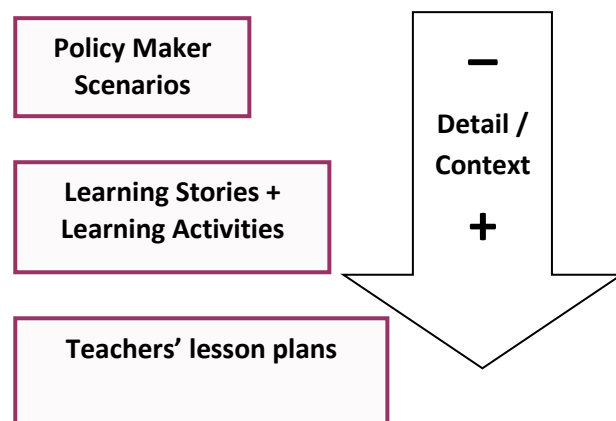 Policy Maker
Scenarios
Learning Stories +
Learning Activities
Teachers’ lesson plans
−
Detail /
Context
+